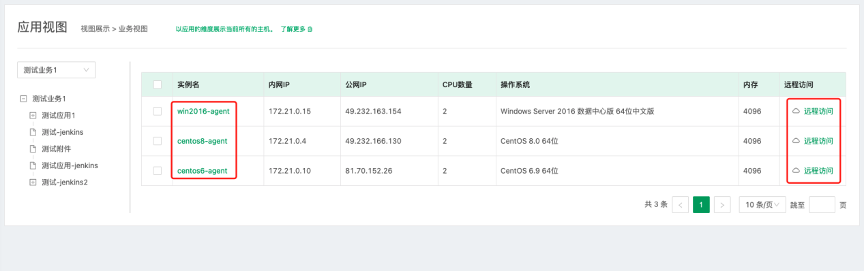 应用视图 视图展示 > 业务视图 以应用的维度展示当前所有的主机。 了解更多
测试业务1
测试业务1
测试应用1
测试-jenkins
测试附件
测试应用-jenkins
测试-jenkins2
实例名 内网IP 公网IP CPU数量 操作系统 内存 远程访问
win2016-agent 172.21.0.15 49.232.163.154 2 Windows Server 2016 数据中心版 64位中文版 4096 远程访问
centos8-agent 172.21.0.4 49.232.166.130 2 CentOS 8.0 64位 4096 远程访问
centos6-agent 172.21.0.10 81.70.152.26 2 CentOS 6.9 64位 4096 远程访问
共 3 条 < 1 > 10 条/页 跳至 页